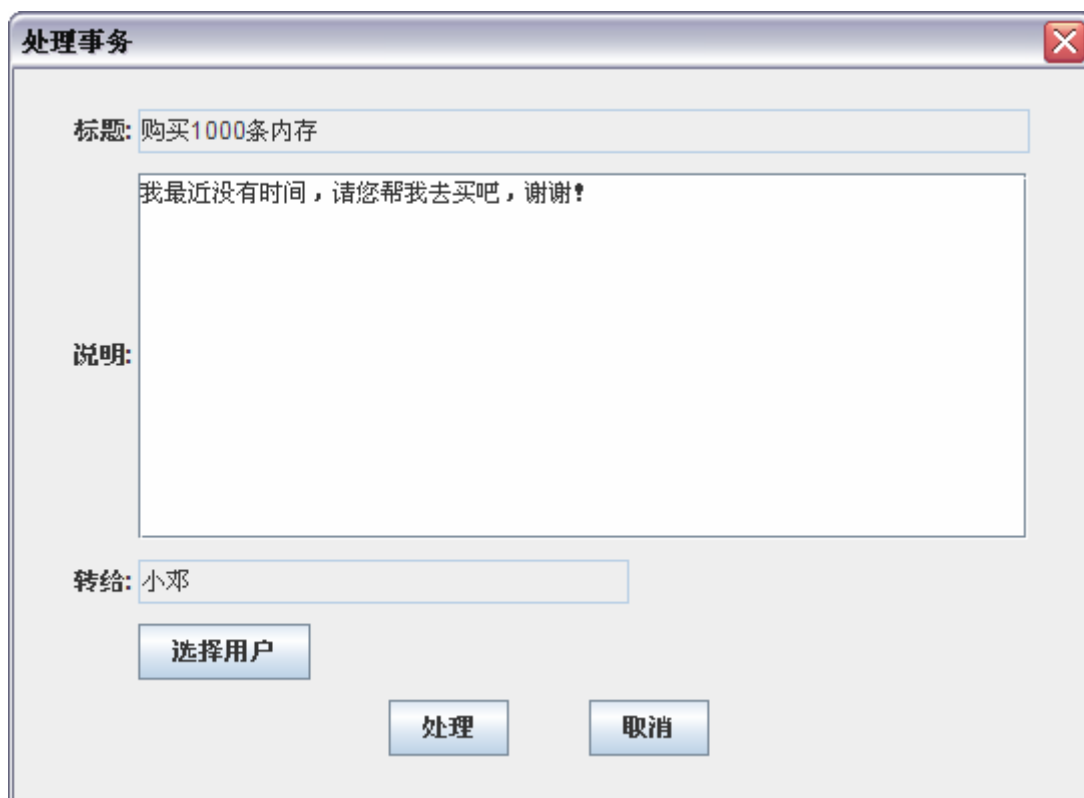 处理事务
标题: 购买1000条内存
我最近没有时间，请您帮我去买吧，谢谢！
说明:
转给: 小邓
选择用户
处理 取消